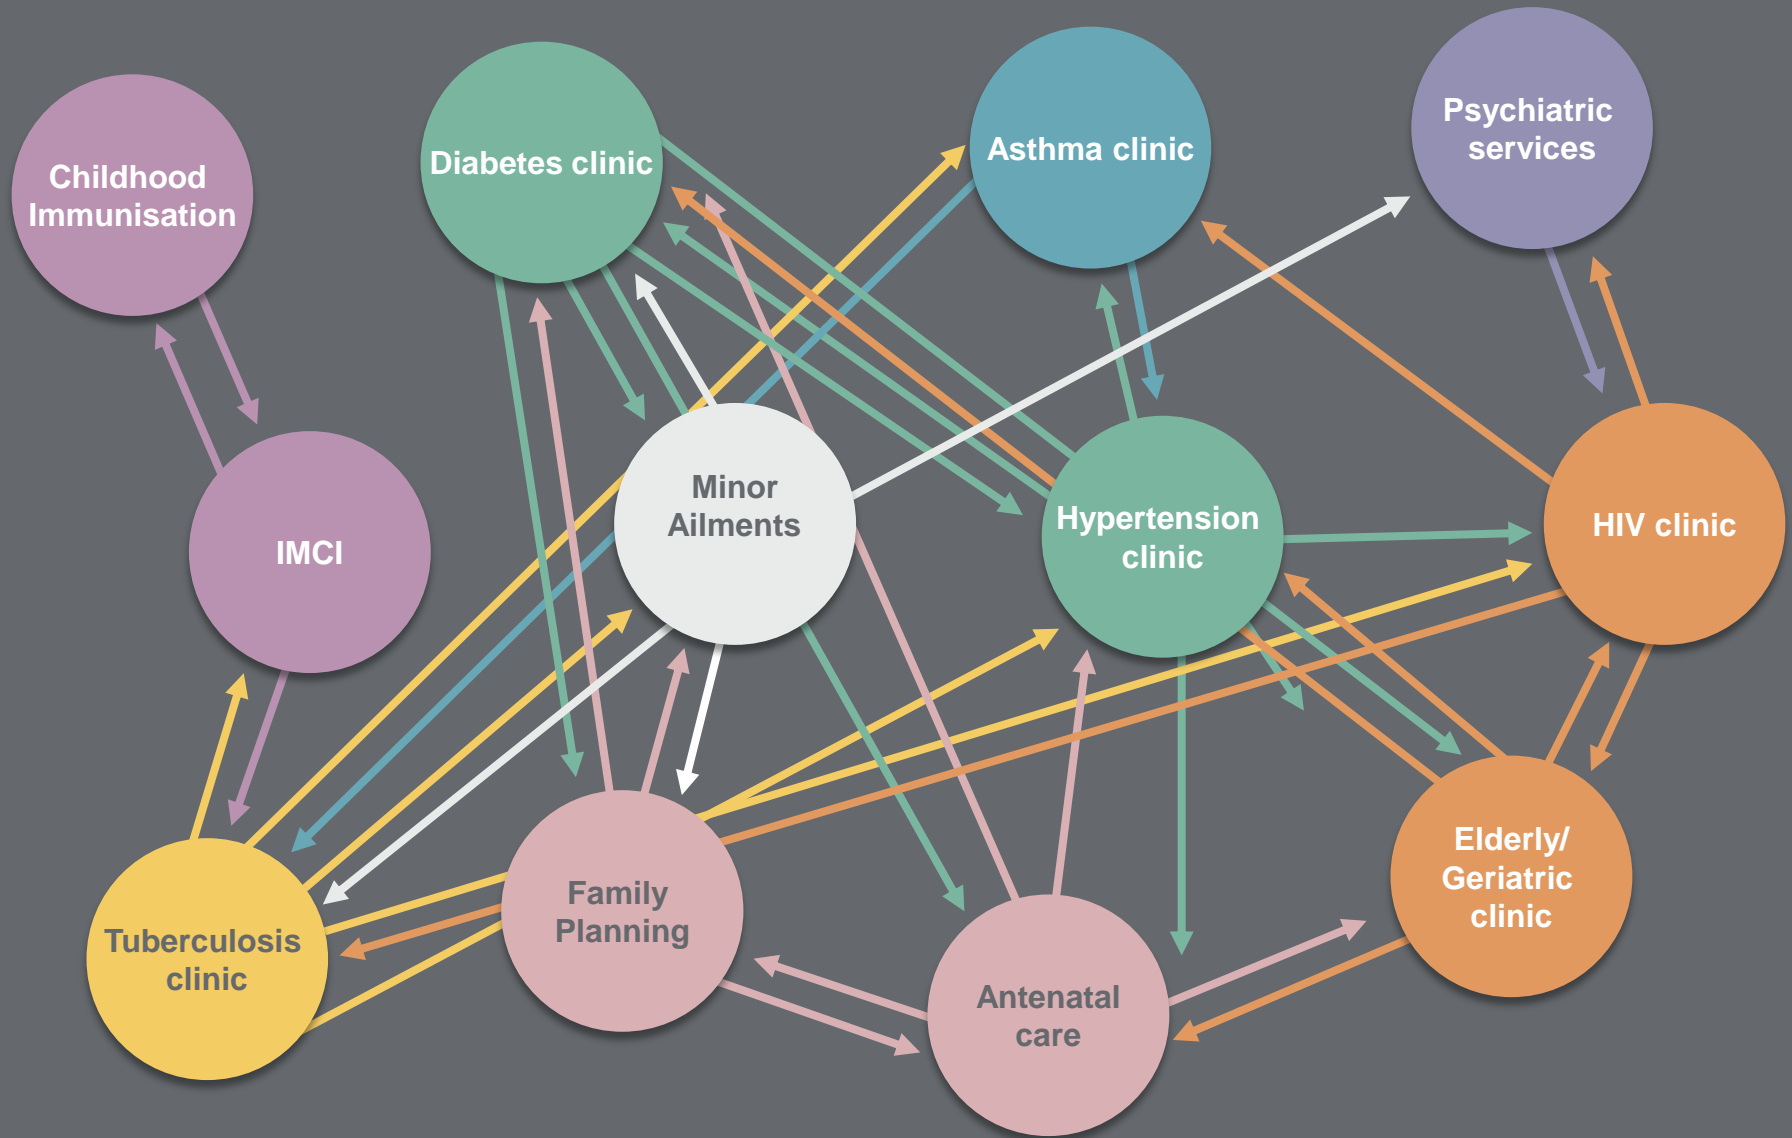 Childhood
Immunisation
Diabetes clinic
Asthma clinic
Psychiatric
services
IMCI
Minor
Ailments
Hypertension
clinic
HIV clinic
Tuberculosis
clinic
Family
Planning
Antenatal
care
Elderly/
Geriatric
clinic